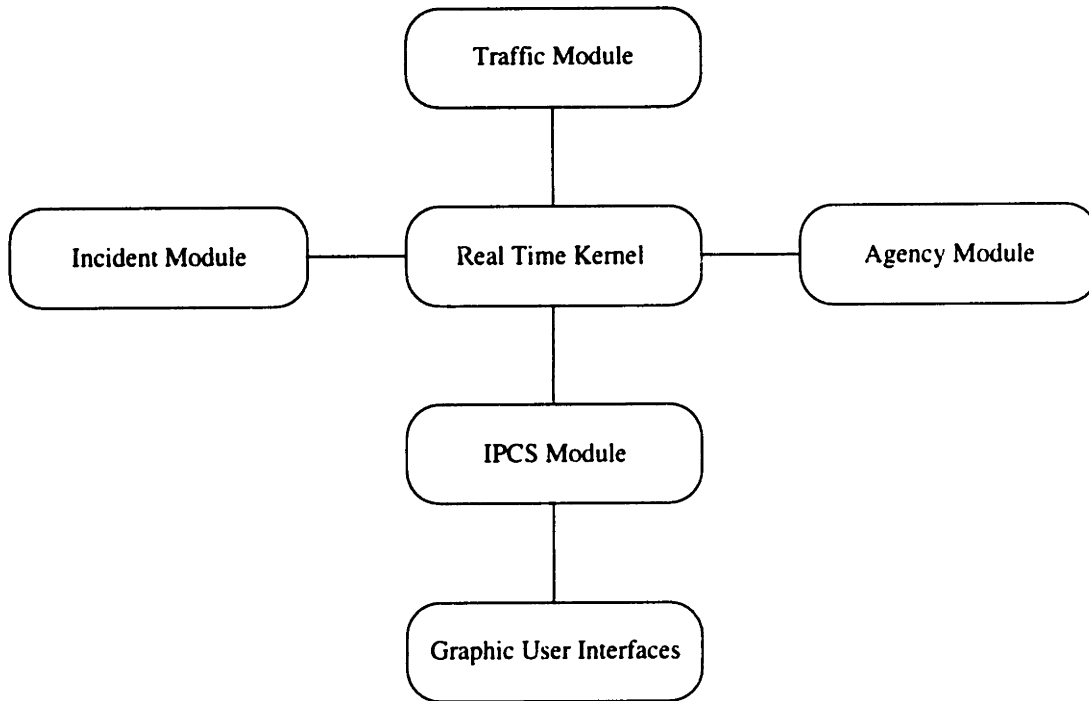 Traffic Module
Incident Module
Real Time Kernel
Agency Module
IPCS Module
Graphic User Interfaces